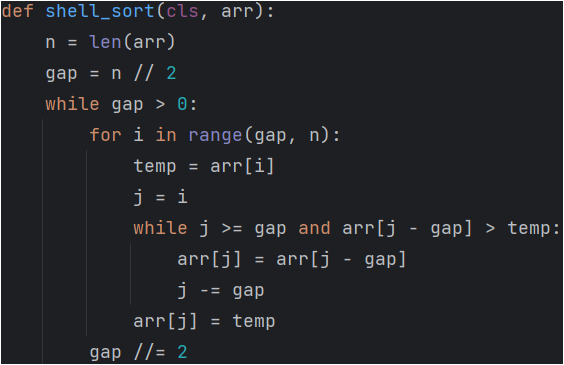 def shell_sort(cls, arr):
    n = len(arr)
    gap = n // 2
    while gap > 0:
        for i in range(gap, n):
            temp = arr[i]
            j = i
            while j >= gap and arr[j - gap] > temp:
                arr[j] = arr[j - gap]
                j -= gap
            arr[j] = temp
        gap //= 2